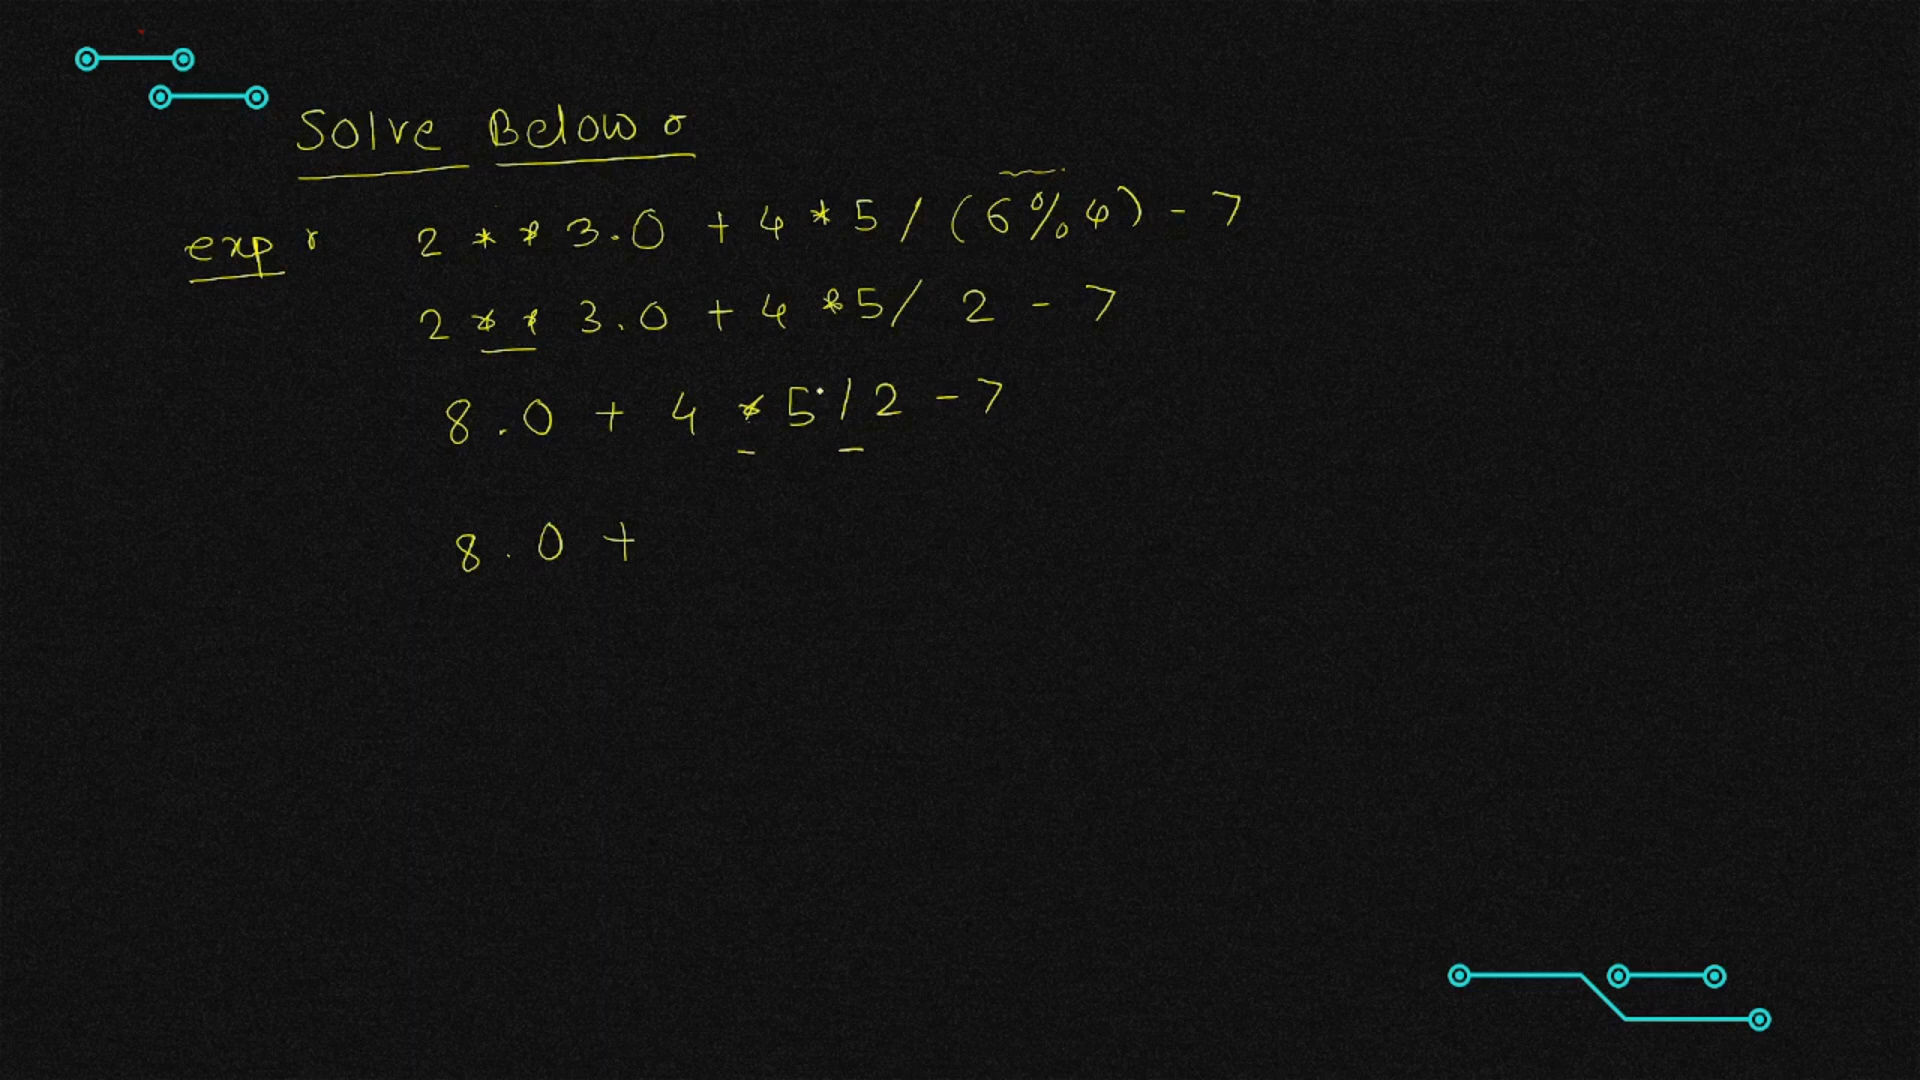 Solve Below :
exp : 2 * * 3.0 + 4 * 5 / (6 % 4) - 7
2 * * 3.0 + 4 * 5 / 2 - 7
8.0 + 4 * 5 / 2 - 7
8.0 +